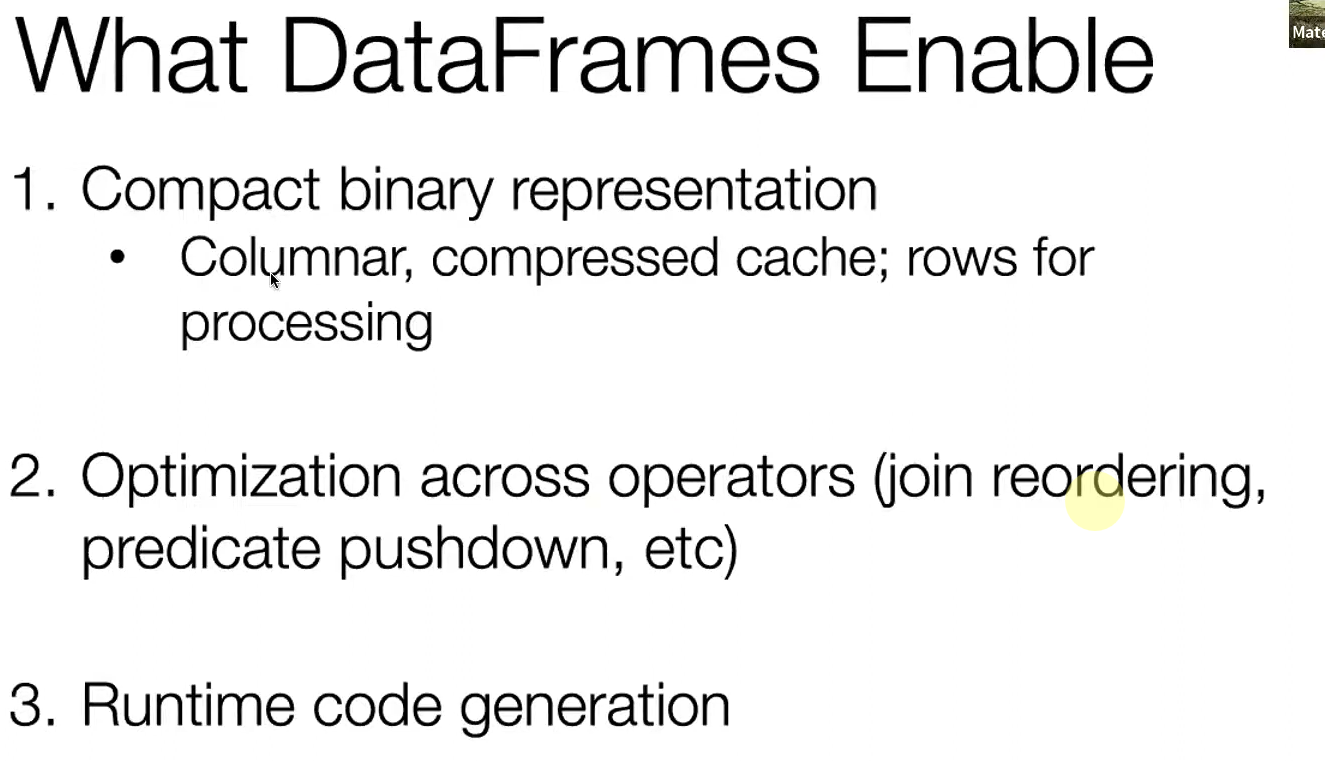 What DataFrames Enable
Mate
1. Compact binary representation
• Columnar, compressed cache; rows for
processing
2. Optimization across operators (join reordering,
predicate pushdown, etc)
3. Runtime code generation